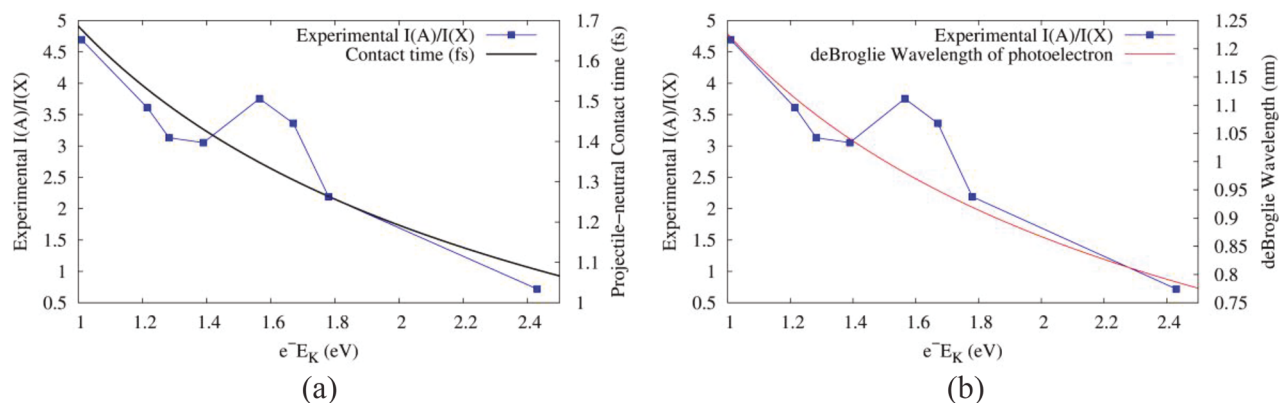 5
4.5
4
3.5
3
2.5
2
1.5
1
0.5
Experimental I(A)/I(X)
Experimental I(A)/I(X)
Contact time (fs)
1.7
1.6
1.5
1.4
1.3
1.2
1.1
1
Projectile−neutral Contact time (fs)
1 1.2 1.4 1.6 1.8 2 2.2 2.4
e⁻E_K (eV)
(a)
5
4.5
4
3.5
3
2.5
2
1.5
1
0.5
Experimental I(A)/I(X)
Experimental I(A)/I(X)
deBroglie Wavelength of photoelectron
1.25
1.2
1.15
1.1
1.05
1
0.95
0.9
0.85
0.8
0.75
deBroglie Wavelength (nm)
1 1.2 1.4 1.6 1.8 2 2.2 2.4
e⁻E_K (eV)
(b)